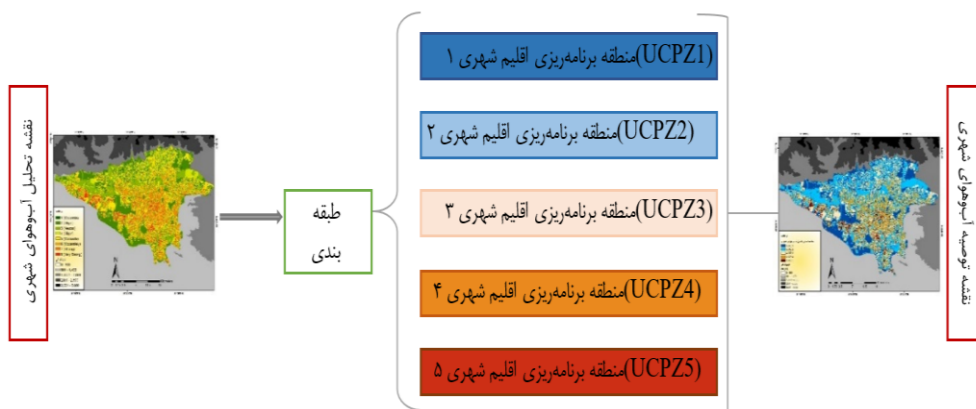 نقشه تحلیل آب‌وهوای شهری
طبقه
بندی
منطقه برنامه‌ریزی اقلیم شهری ۱(UCPZ1)
منطقه برنامه‌ریزی اقلیم شهری ۲(UCPZ2)
منطقه برنامه‌ریزی اقلیم شهری ۳(UCPZ3)
منطقه برنامه‌ریزی اقلیم شهری ۴(UCPZ4)
منطقه برنامه‌ریزی اقلیم شهری ۵(UCPZ5)
نقشه توصیه آب‌وهوای شهری
N
N